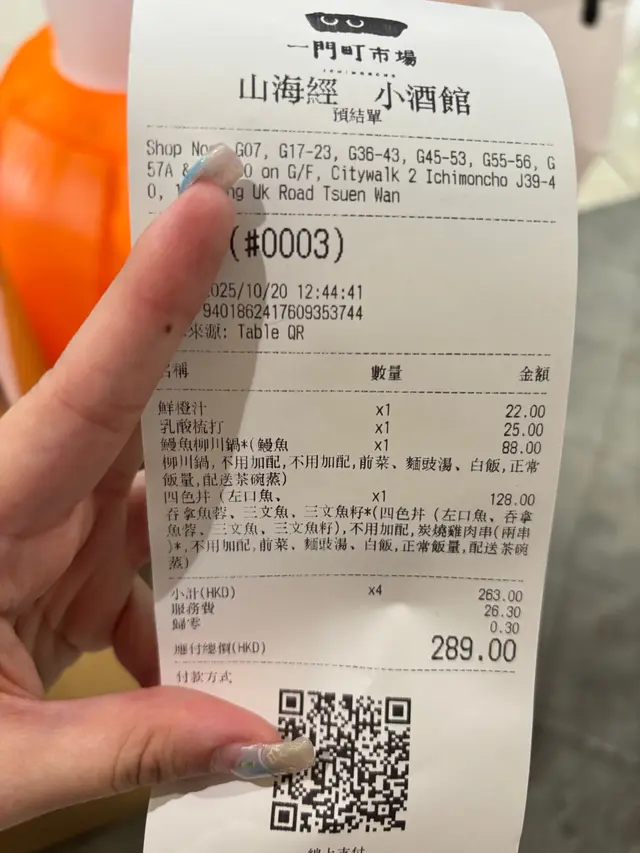 一門町市場
山海經 小酒館
預結單
Shop No G07, G17-23, G36-43, G45-53, G55-56, G
57A & 0 on G/F, Citywalk 2 Ichimoncho J39-4
0, ng Uk Road Tsuen Wan
(#0003)
025/10/20 12:44:41
9401862417609353744
來源: Table QR
名稱 數量 金額
鮮橙汁 x1 22.00
乳酸梳打 x1 25.00
鰻魚柳川鍋*(鰻魚 x1 88.00
柳川鍋,不用加配,不用加配,前菜、麵豉湯、白飯,正常
飯量,配送茶碗蒸)
四色丼 (左口魚、 x1 128.00
吞拿魚蓉、三文魚、三文魚籽*(四色丼 (左口魚、吞拿
魚蓉、三文魚、三文魚籽),不用加配,炭燒雞肉串(兩串
)*,不用加配,前菜、麵豉湯、白飯,正常飯量,配送茶碗
蒸)
小計(HKD) x4 263.00
服務費 26.30
歸零 0.30
應付總價(HKD) 289.00
付款方式